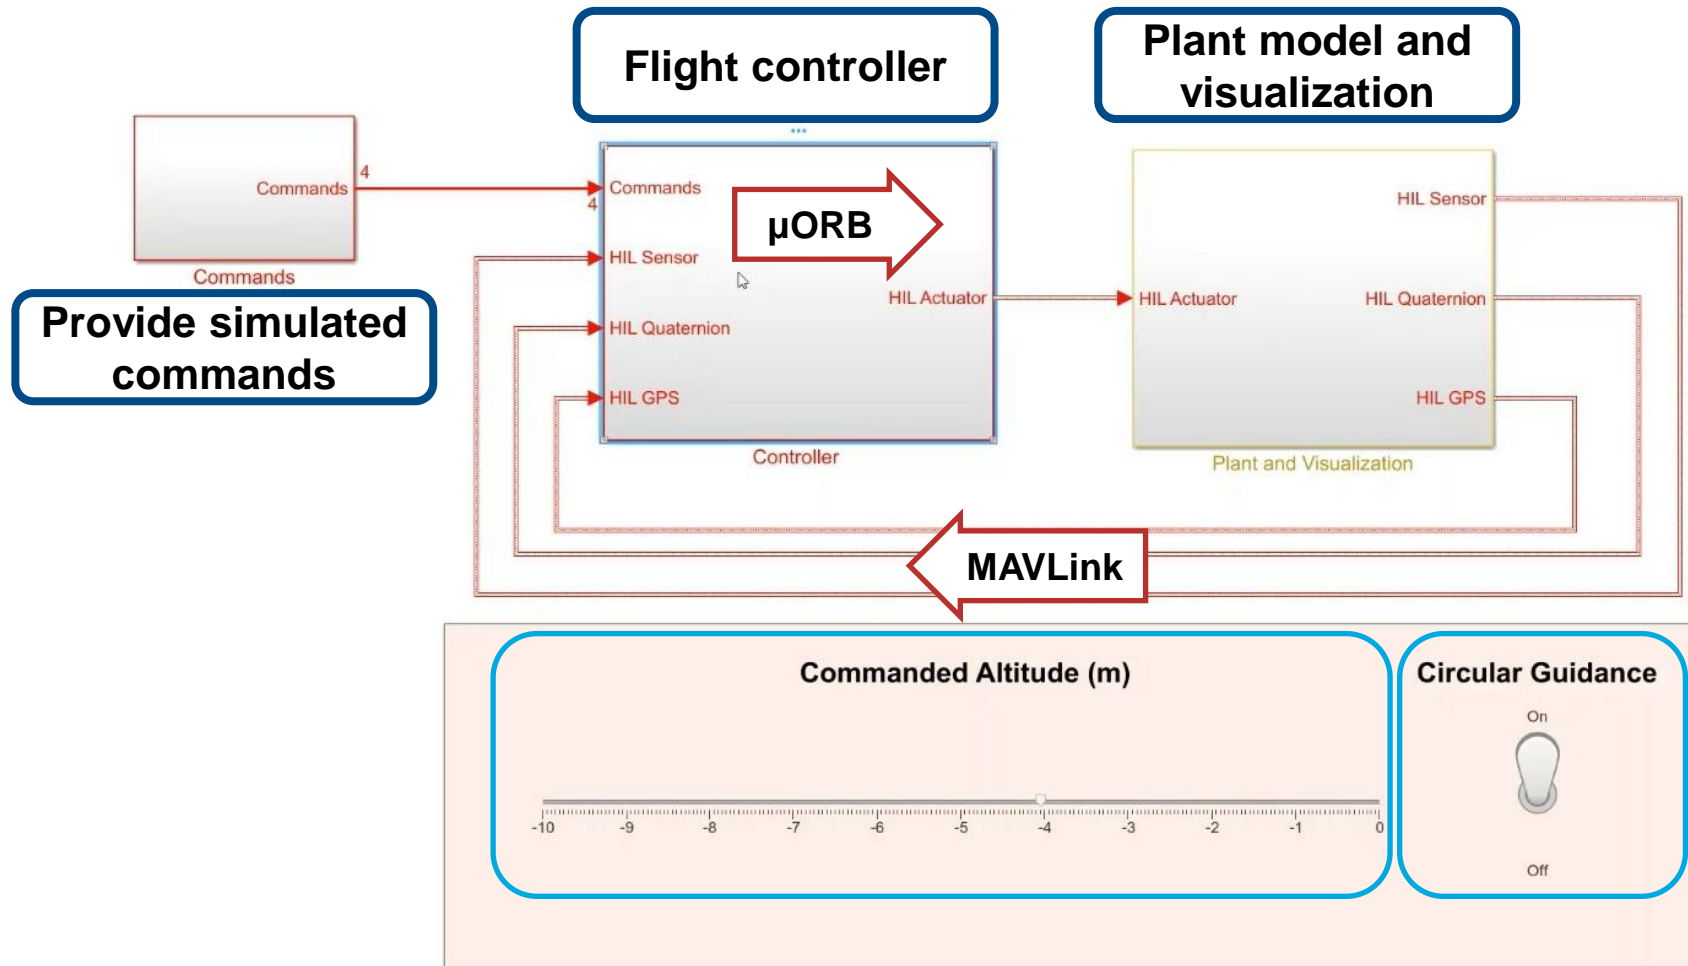 Flight controller
Plant model and
visualization
Commands
4
Commands
Provide simulated
commands
Commands
4
HIL Sensor
HIL Quaternion
HIL GPS
µORB
HIL Actuator
Controller
HIL Actuator
HIL Sensor
HIL Quaternion
HIL GPS
Plant and Visualization
MAVLink
Commanded Altitude (m)
-10 -9 -8 -7 -6 -5 -4 -3 -2 -1 0
Circular Guidance
On
Off